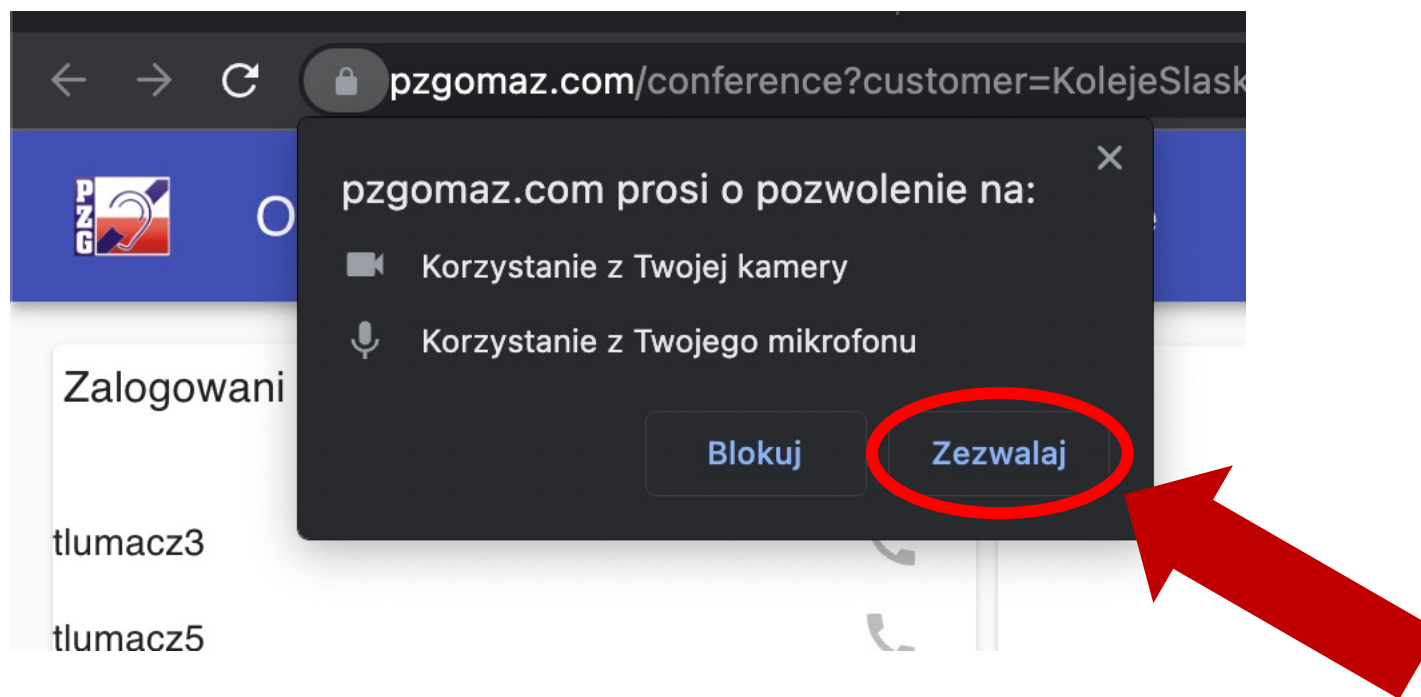 pzgomaz.com/conference?customer=KolejeSlask
PZG
O
pzgomaz.com prosi o pozwolenie na:
Korzystanie z Twojej kamery
Korzystanie z Twojego mikrofonu
Zalogowani
Blokuj Zezwalaj
tlumacz3
tlumacz5